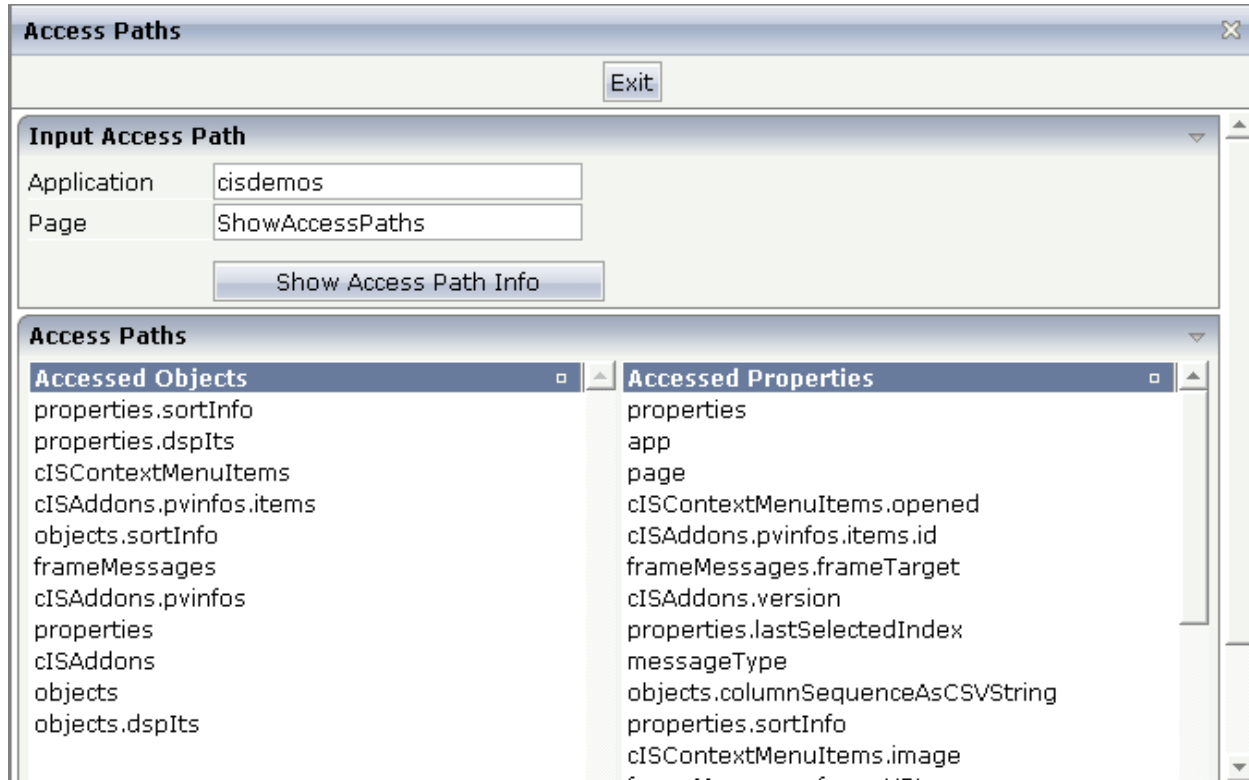 Access Paths
Exit
Input Access Path
Application cisdemos
Page ShowAccessPaths
Show Access Path Info
Access Paths
Accessed Objects
properties.sortInfo
properties.dspIts
cISContextMenuItems
cISAddons.pvinfos.items
objects.sortInfo
frameMessages
cISAddons.pvinfos
properties
cISAddons
objects
objects.dspIts
Accessed Properties
properties
app
page
cISContextMenuItems.opened
cISAddons.pvinfos.items.id
frameMessages.frameTarget
cISAddons.version
properties.lastSelectedIndex
messageType
objects.columnSequenceAsCSVString
properties.sortInfo
cISContextMenuItems.image